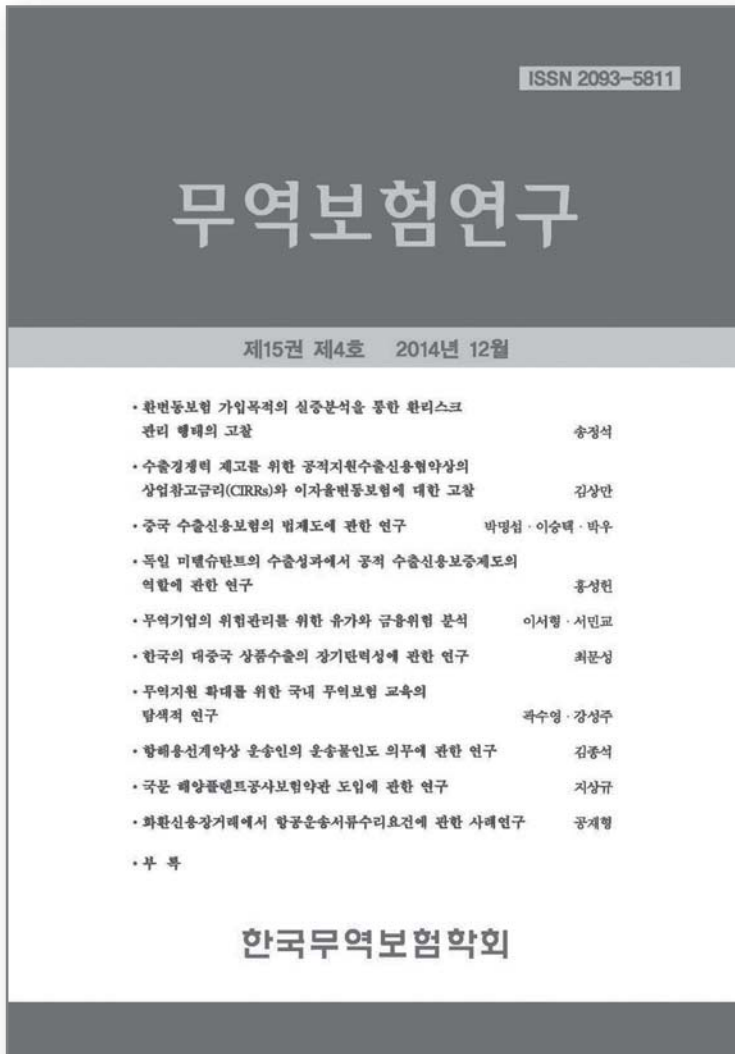 ISSN 2093-5811
무역보험연구
제15권 제4호 2014년 12월
· 환변동보험 가입목적의 실증분석을 통한 환리스크
관리 행태의 고찰 송정석
· 수출경쟁력 제고를 위한 공적지원수출신용협약상의
상업참고금리(CIRRs)와 이자율변동보험에 대한 고찰 김상만
· 중국 수출신용보험의 법제도에 관한 연구 박명섭 · 이승택 · 박우
· 독일 미텔슈탄트의 수출성과에서 공적 수출신용보증제도의
역할에 관한 연구 홍성헌
· 무역기업의 위험관리를 위한 유가와 금융위험 분석 이서형 · 서민교
· 한국의 대중국 상품수출의 장기탄력성에 관한 연구 최문성
· 무역지원 확대를 위한 국내 무역보험 교육의
탐색적 연구 곽수영 · 강성주
· 항해용선계약상 운송인의 운송물인도 의무에 관한 연구 김종석
· 국문 해양플랜트공사보험약관 도입에 관한 연구 지상규
· 화환신용장거래에서 항공운송서류수리요건에 관한 사례연구 공재형
· 부 록
한국무역보험학회